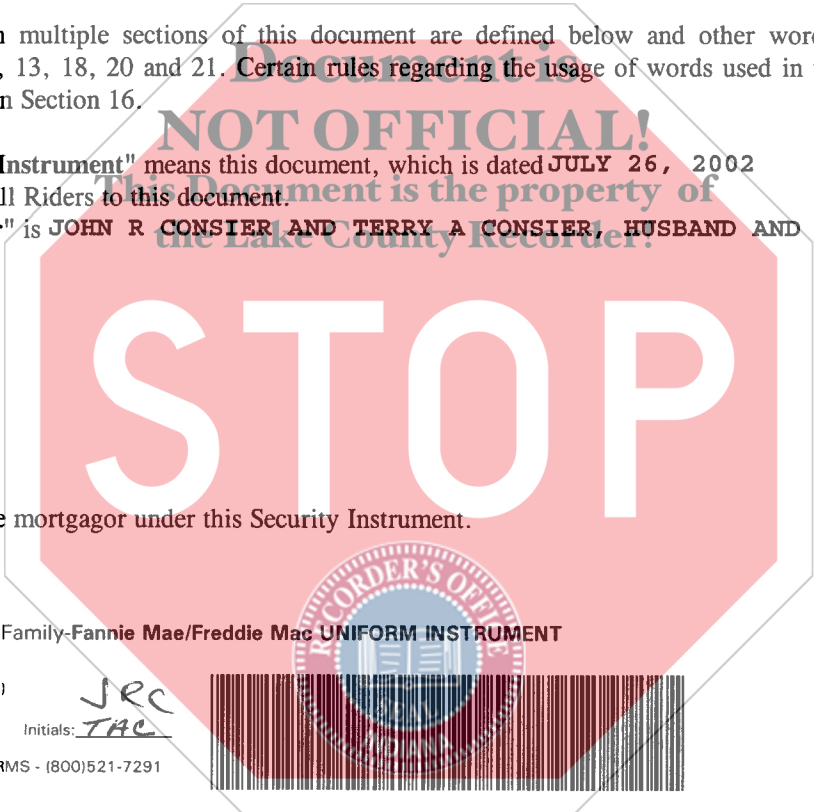 multiple sections of this document are defined below and other
, 13, 18, 20 and 21. Certain rules regarding the usage of words used in
n Section 16.
Document is
NOT OFFICIAL!
Instrument" means this document, which is dated JULY 26, 2002
This Document is the property of
ll Riders to this document.
the Lake County Recorder!
" is JOHN R CONSIER AND TERRY A CONSIER, HUSBAND AND
STOP
mortgagor under this Security Instrument.
RECORDER'S OFFICE
Family-Fannie Mae/Freddie Mac UNIFORM INSTRUMENT
JRC
Initials: TAC
SEAL
INDIANA
RMS - (800)521-7291